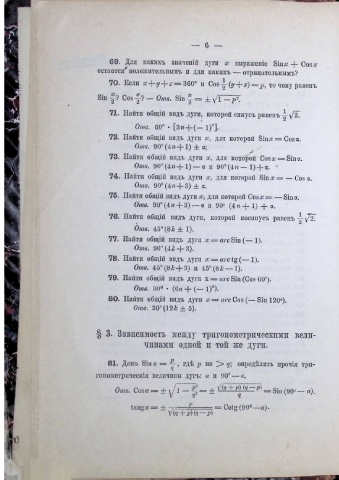 — 6 —
69. Для какихъ значеній дуги x выраженіе Sin x + Cos x
остается положительнымъ и для какихъ — отрицательнымъ?
70. Если x+y+z = 360° и Cos 1/2 (y+z) = p, то чему равенъ
Sin x/2? Cos x/2? — Отв. Sin x/2 = ± √1 — p².
71. Найти общій видъ дуги, которой синусъ равенъ 1/2 √3.
Отв. 60° · [3n+(— 1)ⁿ].
72. Найти общій видъ дуги x, для которой Sin x = Cos α.
Отв. 90° (4n+1) ± α;
73. Найти общій видъ дуги x, для которой Cos x = Sin α.
Отв. 90° (4n+1) — α и 90° (4n — 1)+α.
74. Найти общій видъ дуги x, для которой Sin x = — Cos α.
Отв. 90° (4n+3) ± α.
75. Найти общій видъ дуги x, для которой Cos x = — Sin α.
Отв. 90° (4n+3) — α и 90° (4n + 1) + α.
76. Найти общій видъ дуги, которой косинусъ равенъ 1/2 √2.
Отв. 45° (8k ± 1).
77. Найти общій видъ дуги x = arc Sin (— 1).
Отв. 90° (4k + 3).
78. Найти общій видъ дуги x = arc tg (— 1).
Отв. 45° (8k+3) и 45° (8k — 1).
79. Найти общій видъ дуги x = arc Sin (Cos 60°).
Отв. 30° · (6n + (— 1)ⁿ).
80. Найти общій видъ дуги x = arc Cos (— Sin 120°).
Отв. 30° (12k ± 5).
§ 3. Зависимость между тригонометрическими вели-
чинами одной и той же дуги.
81. Данъ Sin α = p/q, гдѣ p не > q; опредѣлить прочія три-
гонометрическія величины дугъ: α и 90° — α.
Отв. Cos α = ± √1 — p²/q² = ± √(q + p) (q — p)/q = Sin (90° — α).
tang α = ± p/√(q + p) (q — p) = Cotg (90° — α).